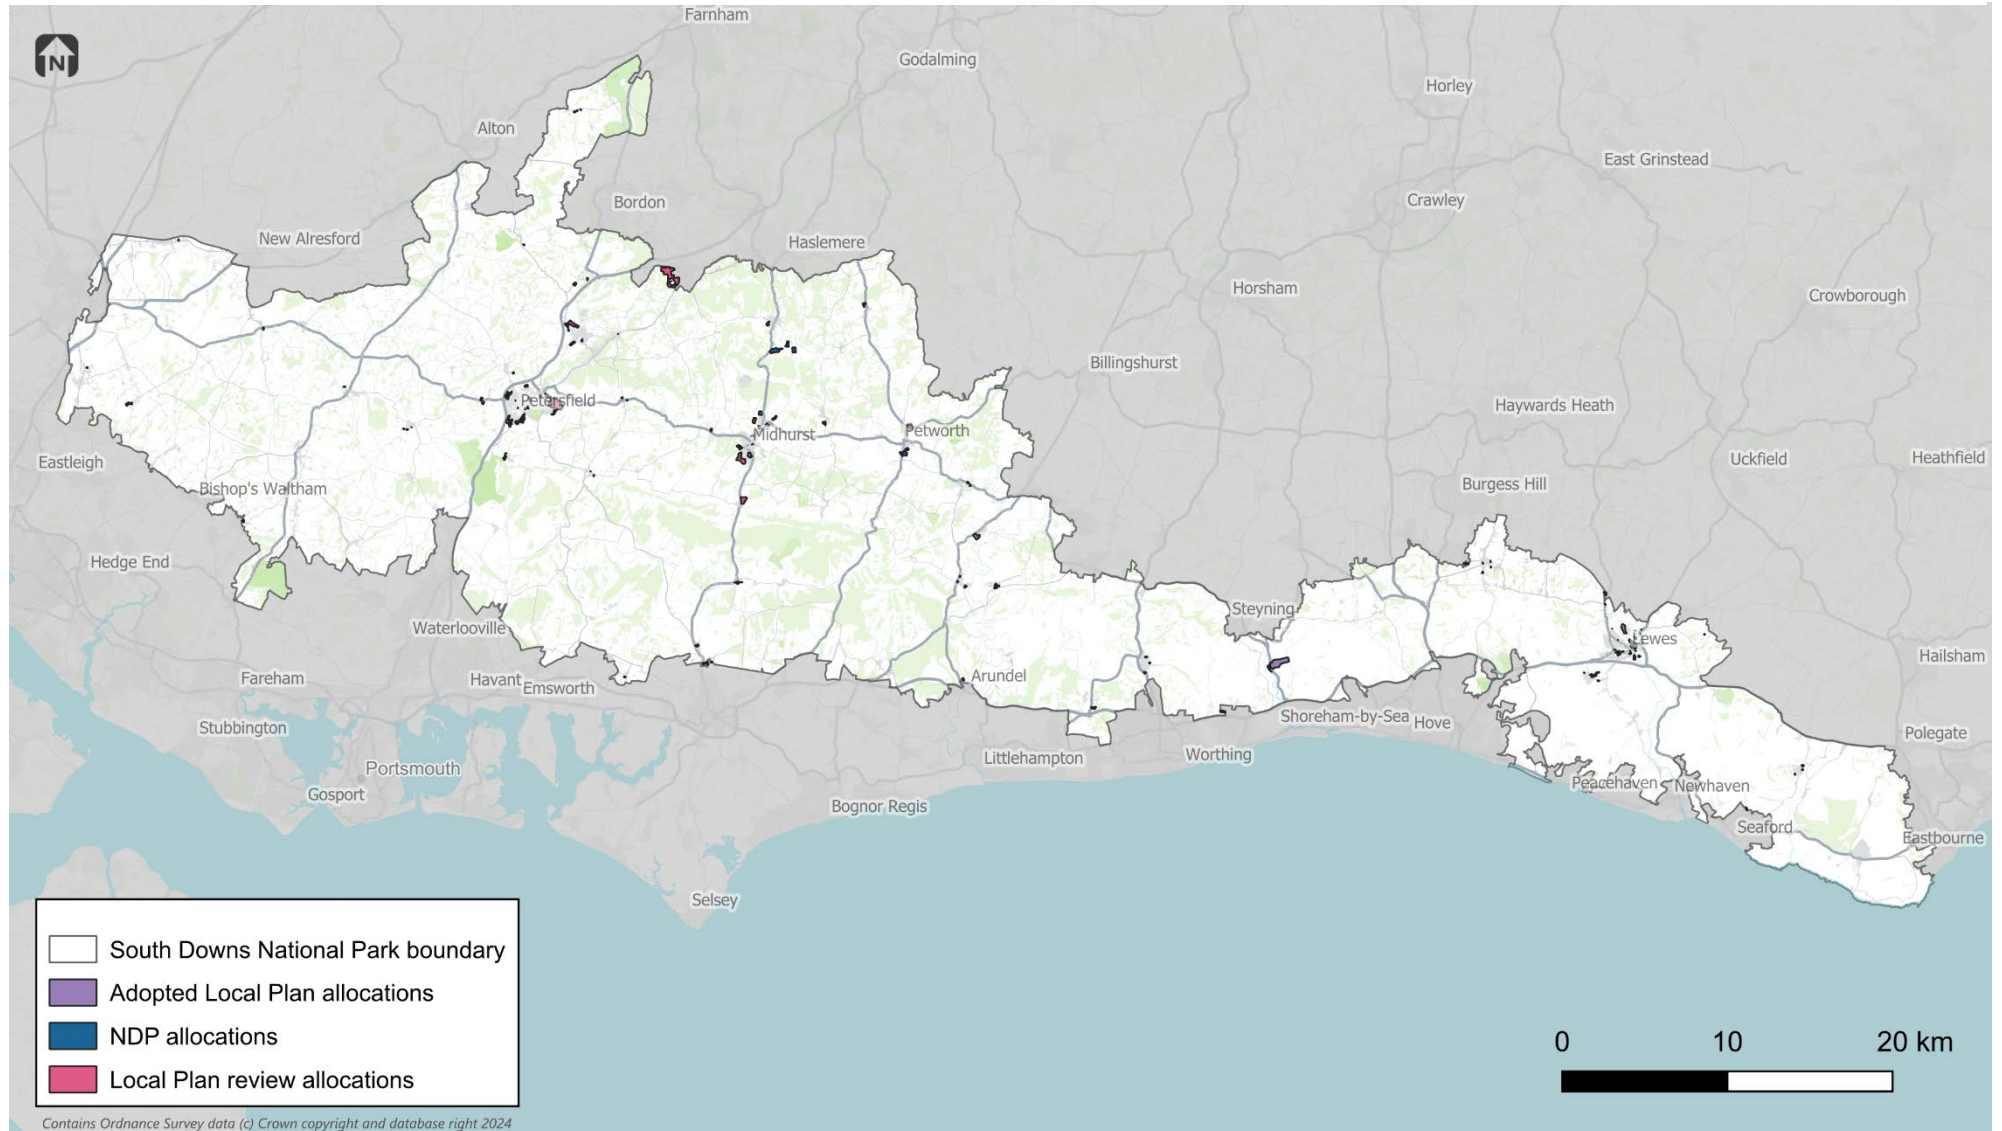 Farnham
N
Godalming
Horley
Alton
East Grinstead
Bordon
Crawley
New Alresford
Haslemere
Horsham
Crowborough
Billingshurst
Petersfield
Haywards Heath
Midhurst
Petworth
Eastleigh
Uckfield
Heathfield
Bishop's Waltham
Burgess Hill
Hedge End
Steyning
Waterlooville
Lewes
Hailsham
Fareham
Havant
Emsworth
Arundel
Stubbington
Shoreham-by-Sea
Hove
Polegate
Littlehampton
Worthing
Portsmouth
Peacehaven
Newhaven
Gosport
Bognor Regis
Seaford
Eastbourne
Selsey
South Downs National Park boundary
Adopted Local Plan allocations
NDP allocations
Local Plan review allocations
0 10 20 km
Contains Ordnance Survey data (c) Crown copyright and database right 2024